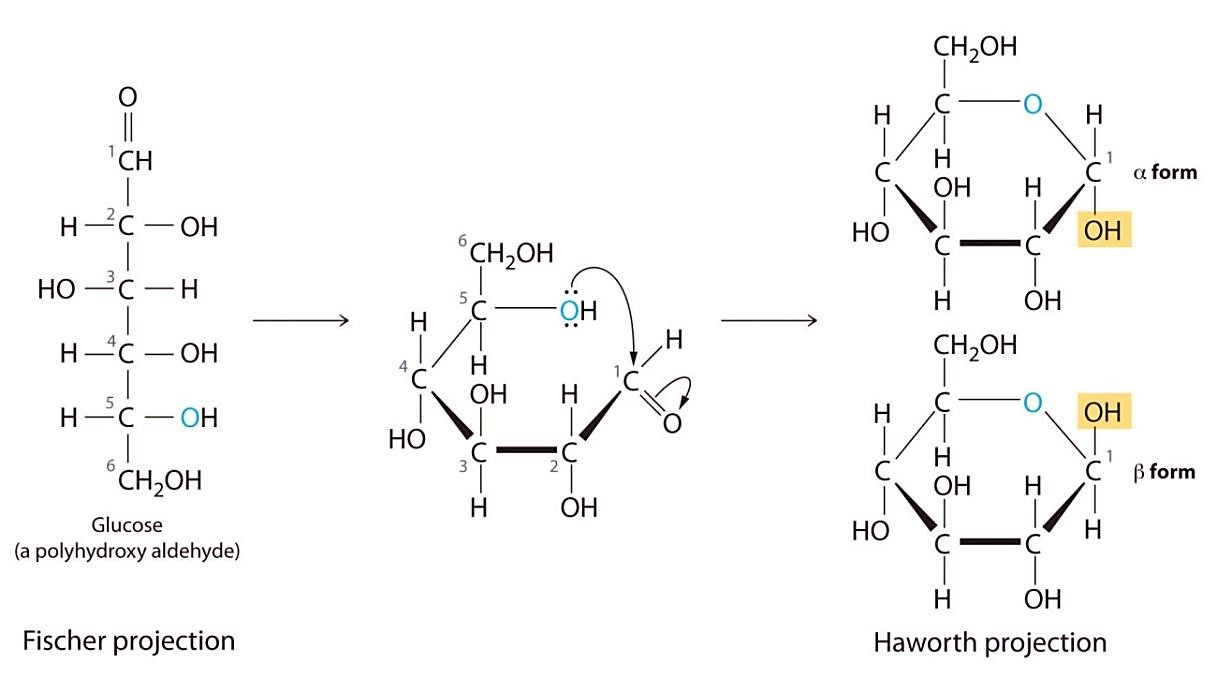 O
1
CH
H 2 C OH
HO 3 C H
H 4 C OH
H 5 C OH
6
CH2OH
Glucose
(a polyhydroxy aldehyde)
Fischer projection
6
CH2OH
5
C OH
H
H
H
4
C
1
C
OH H
O
HO
3
C
2
C
H OH
CH2OH
H C O H
H
C
C 1
α form
OH H
HO
OH
C C
H OH
CH2OH
H C O OH
H
C
C 1
β form
OH H
HO
H
C C
H OH
Haworth projection